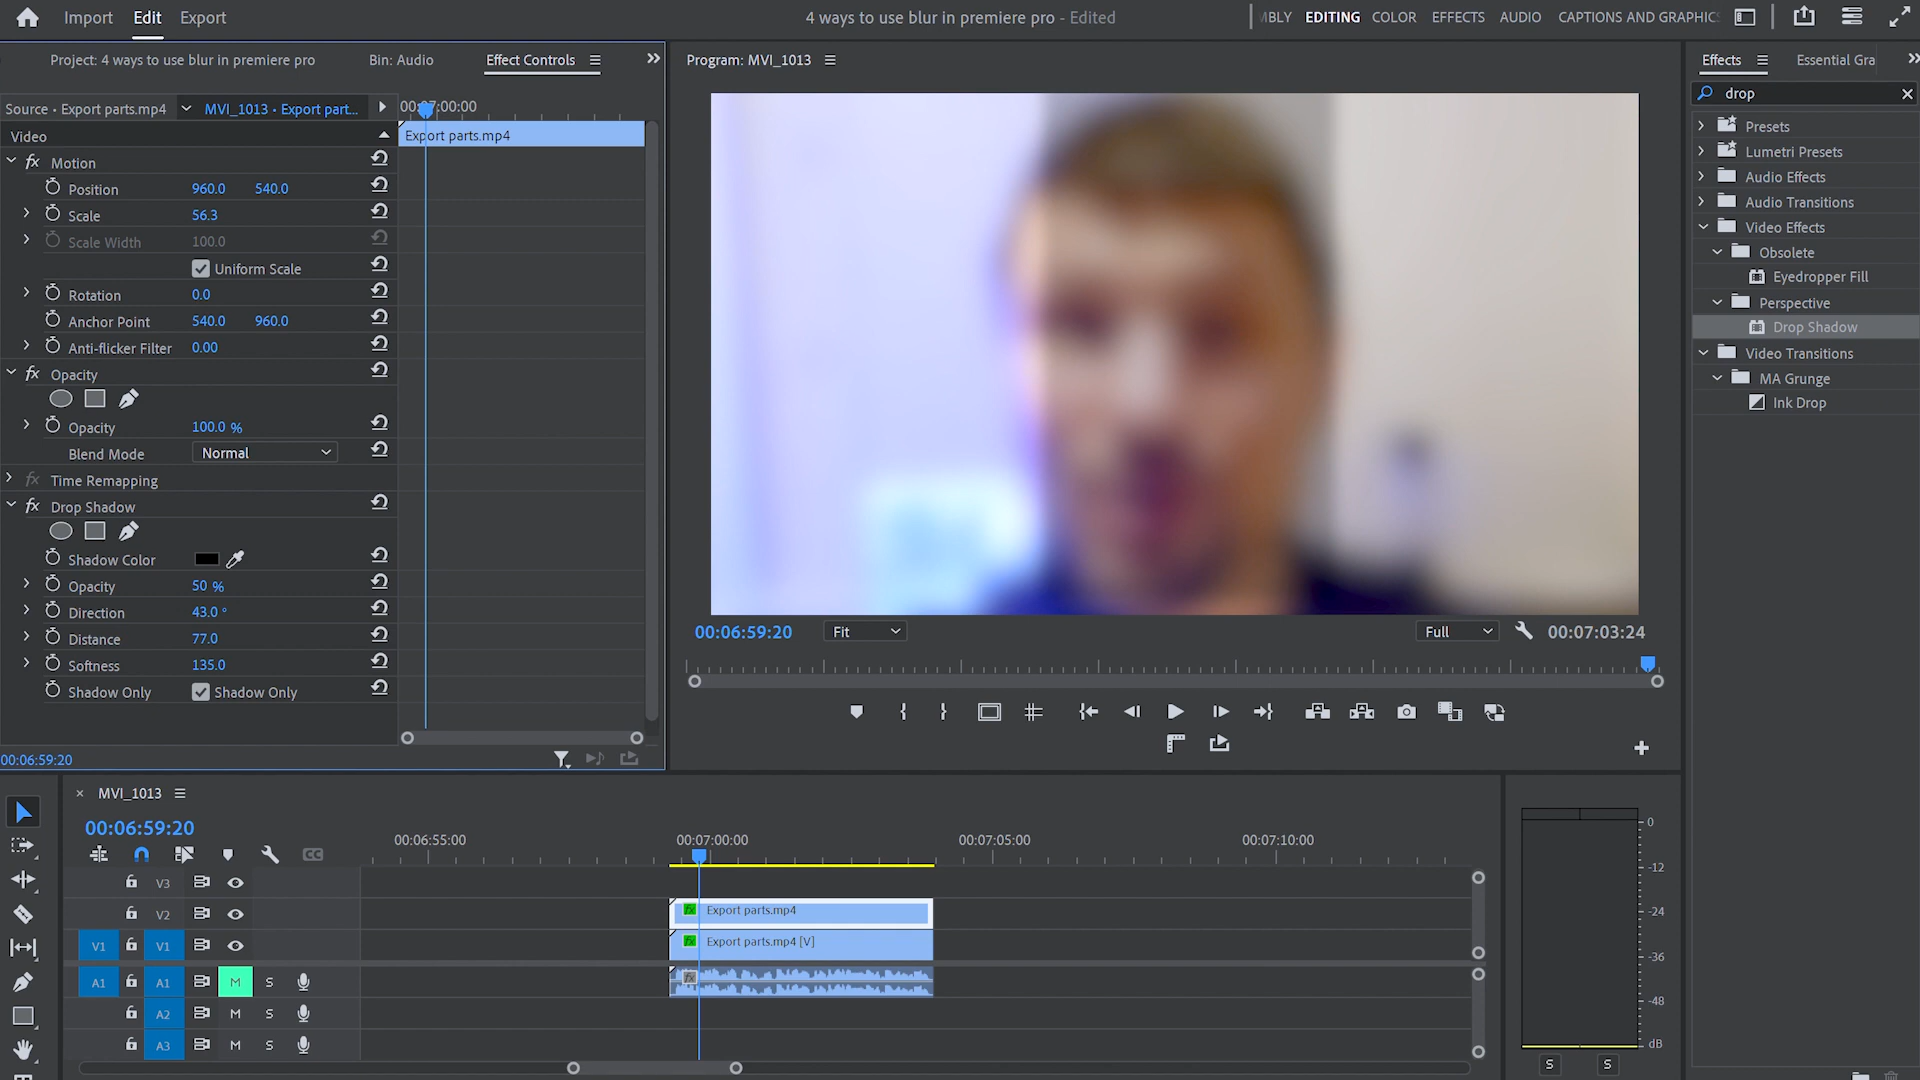 Import Edit Export 4 ways to use blur in premiere pro - Edited MBLY EDITING COLOR EFFECTS AUDIO CAPTIONS AND GRAPHICS
Project: 4 ways to use blur in premiere pro Bin: Audio Effect Controls
Source • Export parts.mp4 MVI_1013 • Export part...
Video
Motion
Position 960.0 540.0
Scale 56.3
Scale Width 100.0
Uniform Scale
Rotation 0.0
Anchor Point 540.0 960.0
Anti-flicker Filter 0.00
fx Opacity
Opacity 100.0 %
Blend Mode Normal
fx Time Remapping
fx Drop Shadow
Shadow Color
Opacity 50 %
Direction 43.0 °
Distance 77.0
Softness 135.0
Shadow Only Shadow Only
00:06:59:20
00:07:00:00
Export parts.mp4
Program: MVI_1013
00:06:59:20 Fit Full 00:07:03:24
Effects Essential Gra
drop
Presets
Lumetri Presets
Audio Effects
Audio Transitions
Video Effects
Obsolete
Eyedropper Fill
Perspective
Drop Shadow
Video Transitions
MA Grunge
Ink Drop
× MVI_1013
00:06:59:20
00:06:55:00 00:07:00:00 00:07:05:00 00:07:10:00
CC
V3
V2 fx Export parts.mp4
V1 V1 fx Export parts.mp4 [V]
A1 A1 M S fx
A2 M S
A3 M S
0
-12
-24
-36
-48
dB
S S